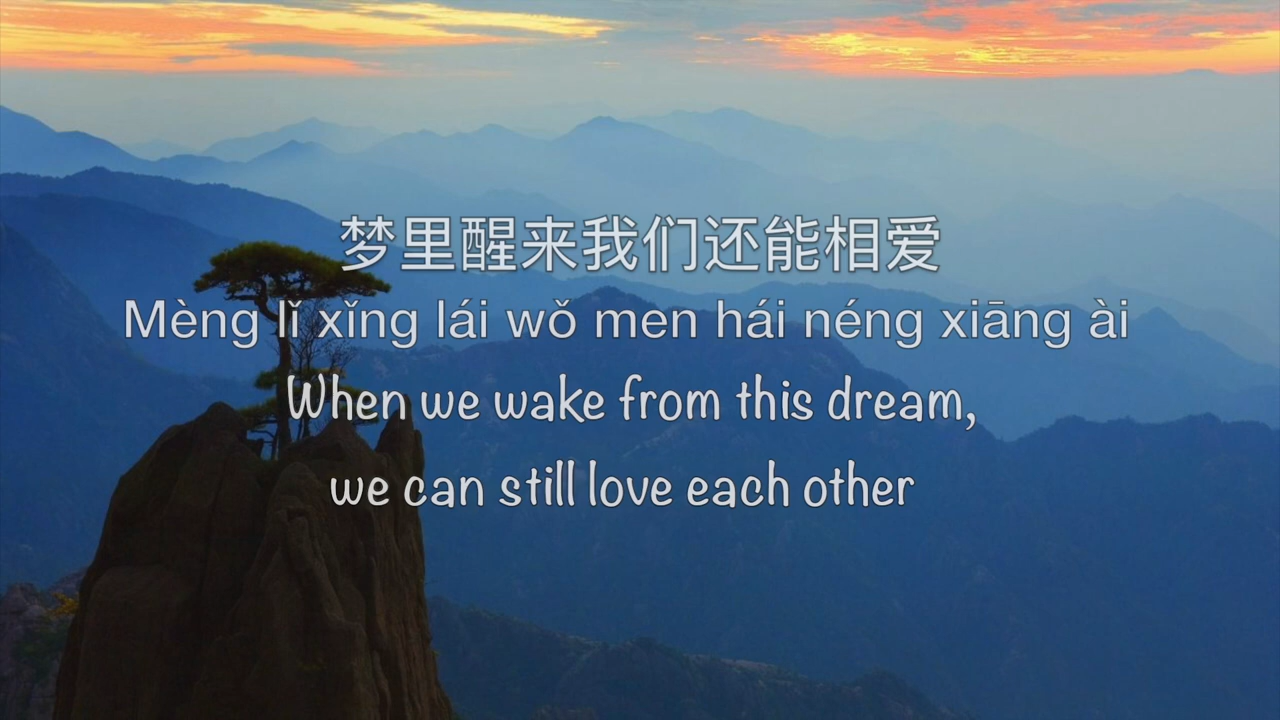 梦里醒来我们还能相爱
Mèng lǐ xǐng lái wǒ men hái néng xiāng ài
When we wake from this dream,
we can still love each other